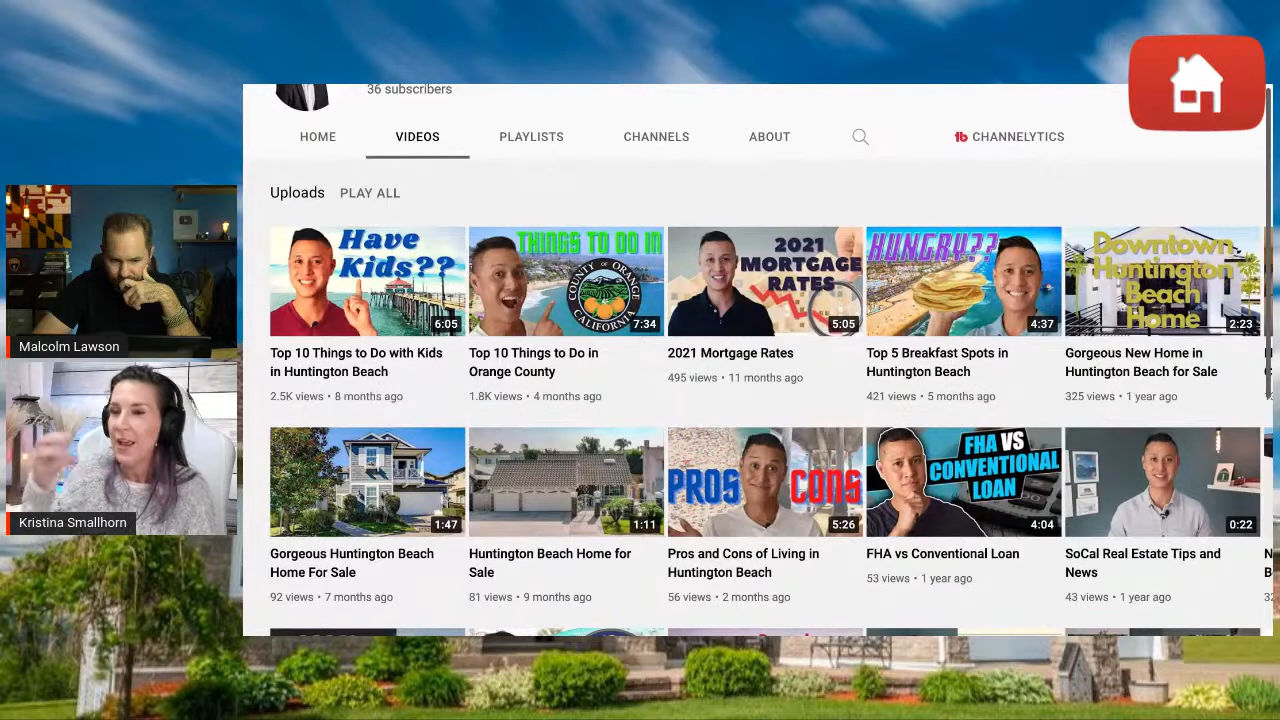 36 subscribers
HOME
VIDEOS
PLAYLISTS
CHANNELS
ABOUT
CHANNELYTICS
Uploads PLAY ALL
Have
Kids??
6:05
THINGS TO DO IN
COUNTY OF ORANGE
CALIFORNIA
7:34
2021
MORTGAGE
RATES
5:05
HUNGRY??
4:37
Downtown
Huntington
Beach
Home
2:23
Top 10 Things to Do with Kids
in Huntington Beach
2.5K views • 8 months ago
Top 10 Things to Do in
Orange County
1.8K views • 4 months ago
2021 Mortgage Rates
495 views • 11 months ago
Top 5 Breakfast Spots in
Huntington Beach
421 views • 5 months ago
Gorgeous New Home in
Huntington Beach for Sale
325 views • 1 year ago
Malcolm Lawson
Kristina Smallhorn
1:47
1:11
PROS CONS
5:26
FHA VS
CONVENTIONAL
LOAN
4:04
0:22
Gorgeous Huntington Beach
Home For Sale
92 views • 7 months ago
Huntington Beach Home for
Sale
81 views • 9 months ago
Pros and Cons of Living in
Huntington Beach
56 views • 2 months ago
FHA vs Conventional Loan
53 views • 1 year ago
SoCal Real Estate Tips and
News
43 views • 1 year ago